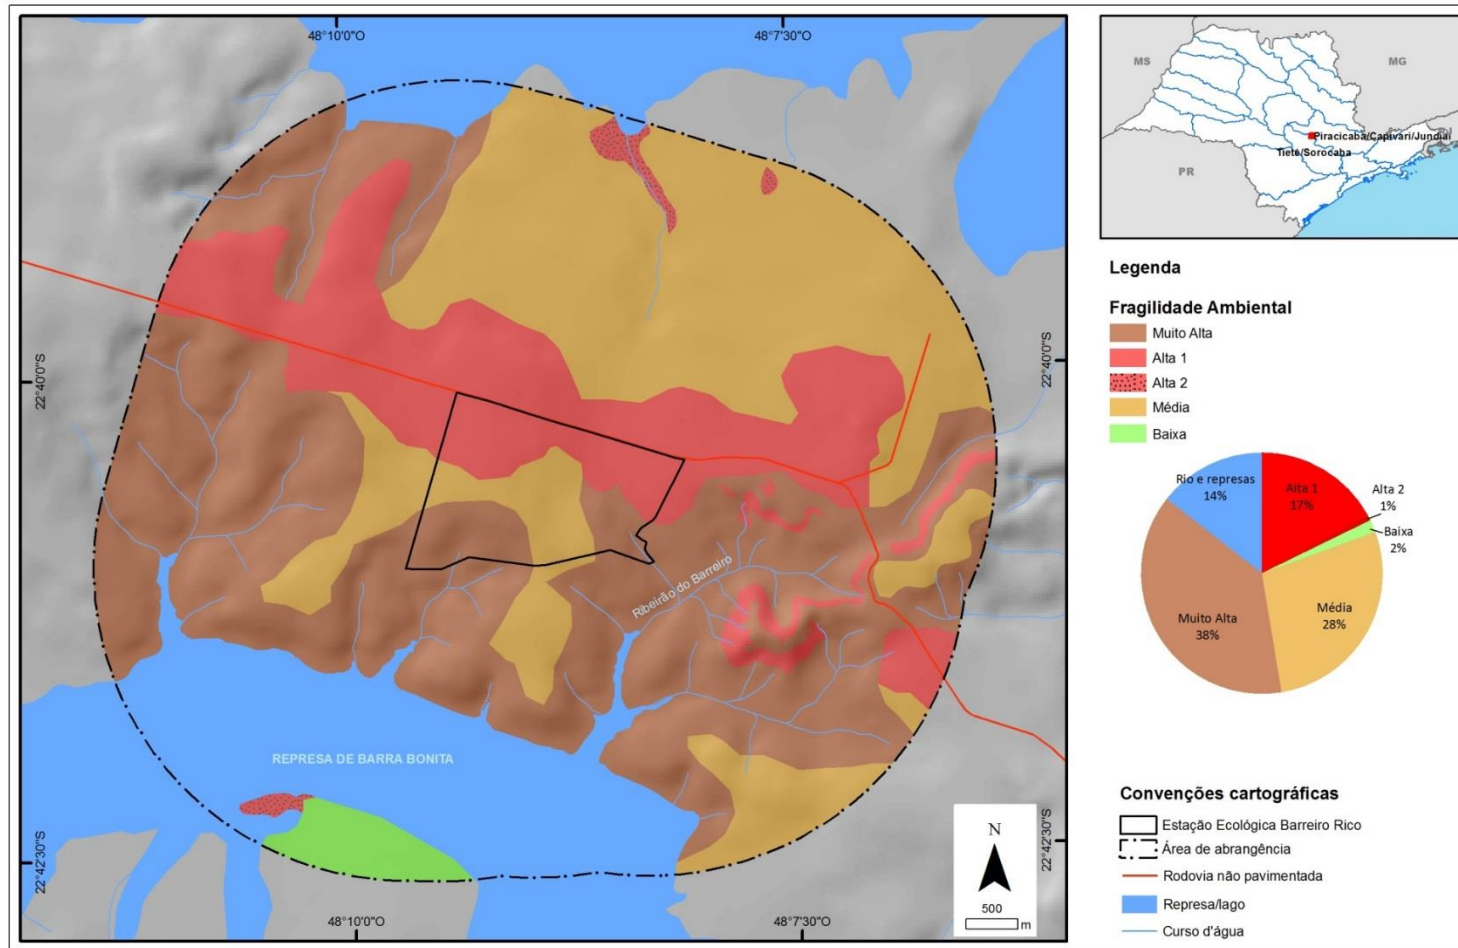 48°10'0"O
48°7'30"O
22°40'0"S
22°40'0"S
Ribeirão do Barreiro
REPRESA DE BARRA BONITA
22°42'30"S
22°42'30"S
N
500
m
48°10'0"O
48°7'30"O
MS
MG
Piracicaba/Capivari/Jundiaí
Tietê/Sorocaba
PR
Legenda
Fragilidade Ambiental
Muito Alta
Alta 1
Alta 2
Média
Baixa
Rio e represas
14%
Alta 1
17%
Alta 2
1%
Baixa
2%
Muito Alta
38%
Média
28%
Convenções cartográficas
Estação Ecológica Barreiro Rico
Área de abrangência
Rodovia não pavimentada
Represa/lago
Curso d'água